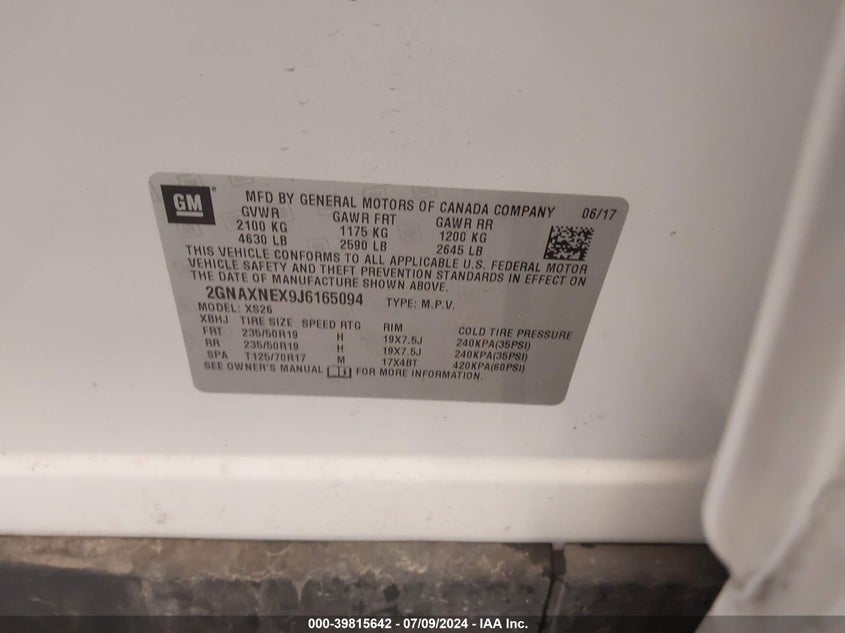 GM
MFD BY GENERAL MOTORS OF CANADA COMPANY 06/17
GVWR GAWR FRT GAWR RR
2100 KG 1175 KG 1200 KG
4630 LB 2590 LB 2645 LB
THIS VEHICLE CONFORMS TO ALL APPLICABLE U.S. FEDERAL MOTOR
VEHICLE SAFETY AND THEFT PREVENTION STANDARDS IN EFFECT ON
THE DATE OF MANUFACTURE SHOWN ABOVE.
2GNAXNEX9J6165094 TYPE: M.P.V.
MODEL: XS26
XBHJ TIRE SIZE SPEED RTG RIM COLD TIRE PRESSURE
FRT 235/50R19 H 19X7.5J 240KPA(35PSI)
RR 235/50R19 H 19X7.5J 240KPA(35PSI)
SPA T125/70R17 M 17X4BT 420KPA(60PSI)
SEE OWNER'S MANUAL FOR MORE INFORMATION.
000-39815642 / 07/09/2024 - IAA Inc.